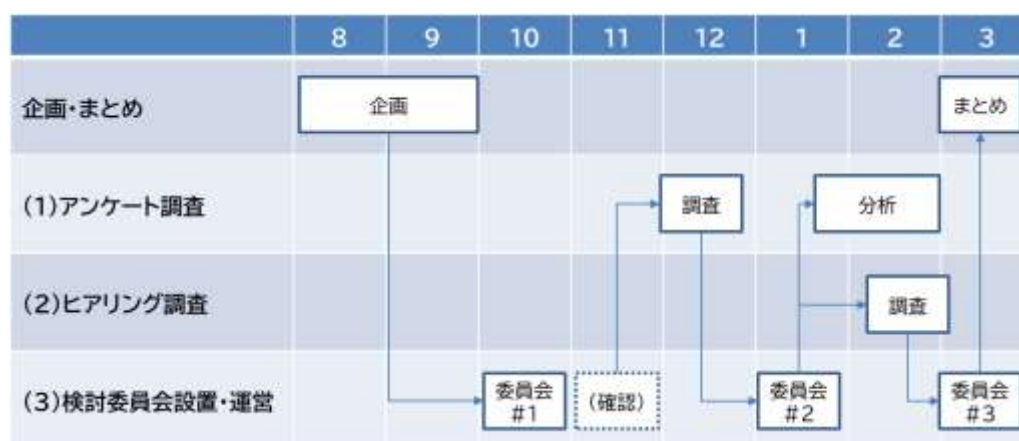 8 9 10 11 12 1 2 3
企画・まとめ
企画
まとめ
(1)アンケート調査
調査
分析
(2)ヒアリング調査
調査
(3)検討委員会設置・運営
委員会
#1
(確認)
委員会
#2
委員会
#3